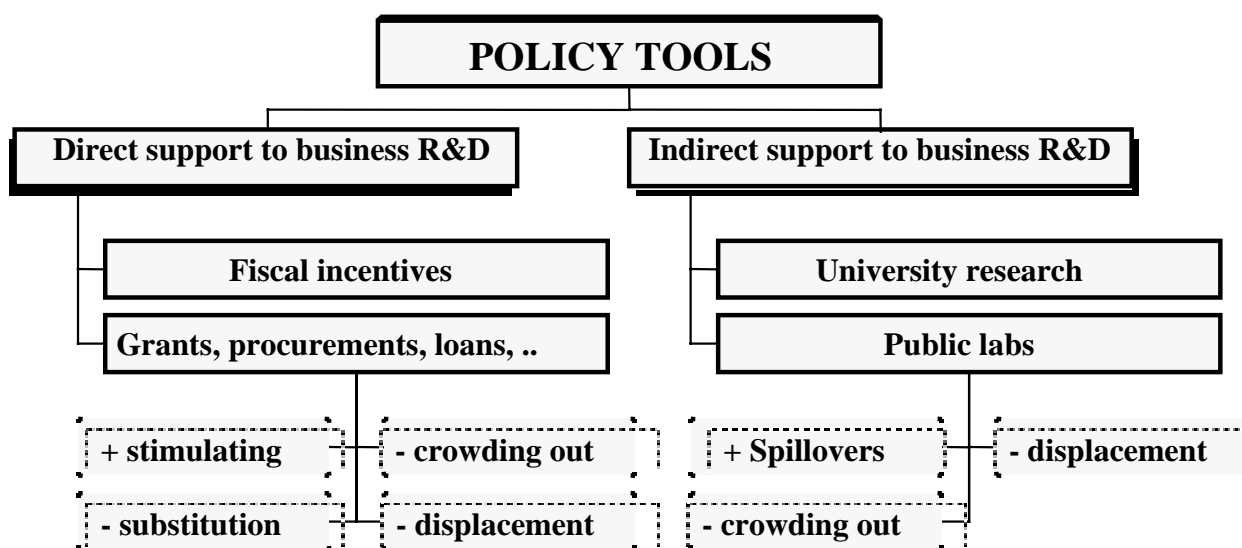 POLICY TOOLS
Direct support to business R&D
Indirect support to business R&D
Fiscal incentives
University research
Grants, procurements, loans, ..
Public labs
+ stimulating
- crowding out
+ Spillovers
- displacement
- substitution
- displacement
- crowding out